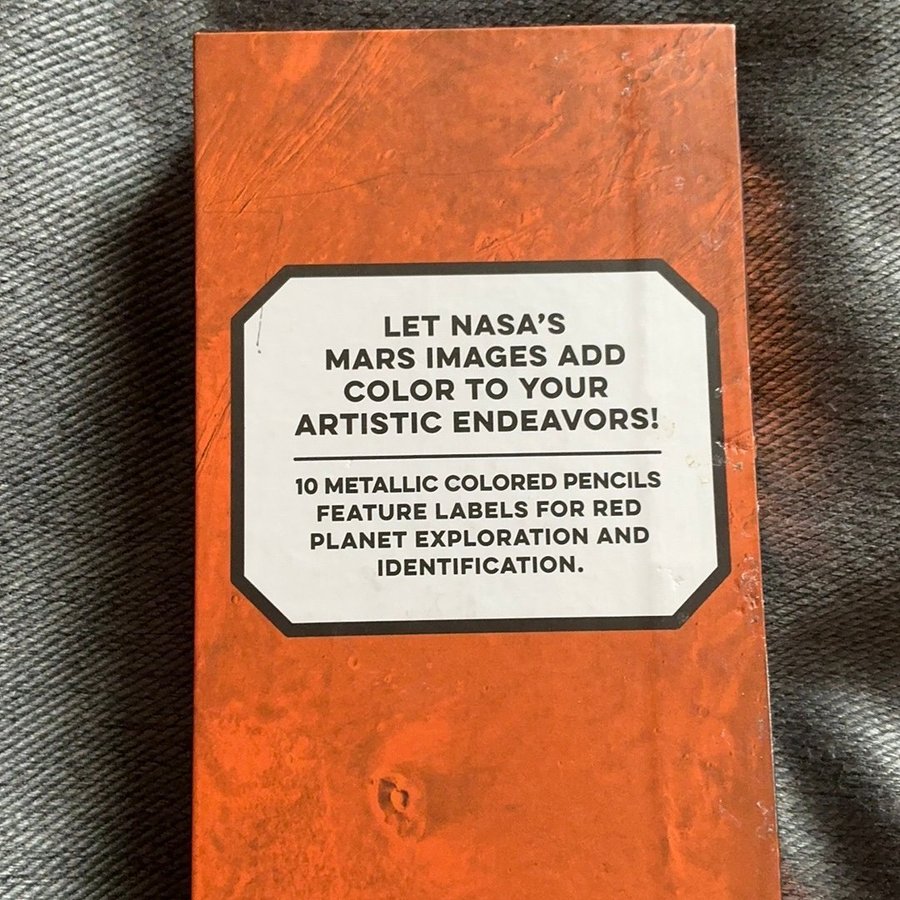 LET NASA'S
MARS IMAGES ADD
COLOR TO YOUR
ARTISTIC ENDEAVORS!
10 METALLIC COLORED PENCILS
FEATURE LABELS FOR RED
PLANET EXPLORATION AND
IDENTIFICATION.